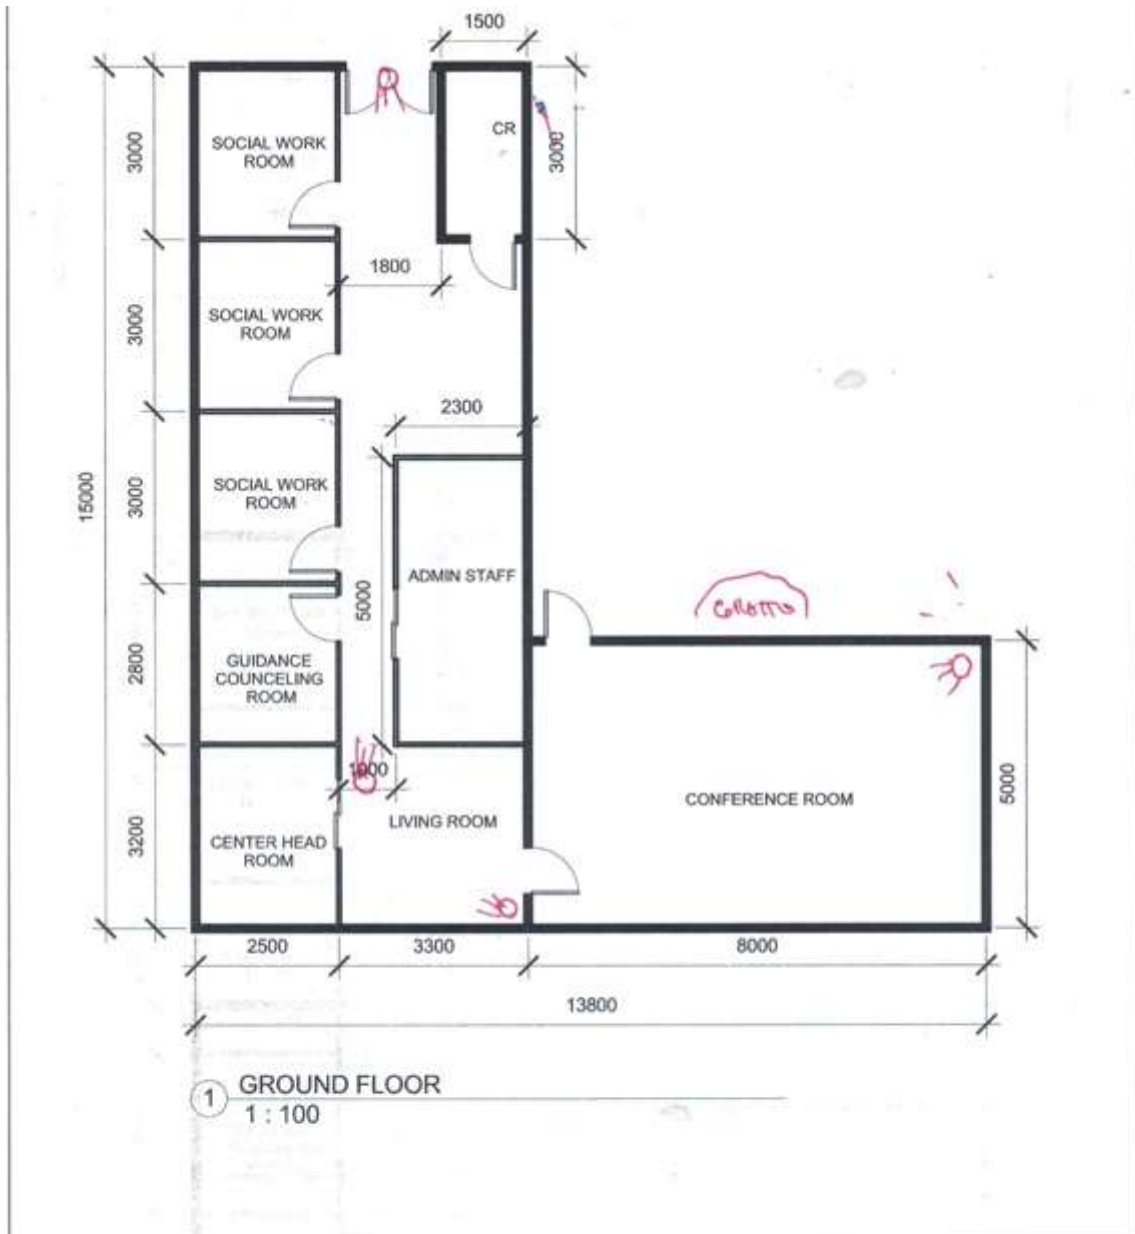 1500
SOCIAL WORK
ROOM
CR
3000
3000
1800
SOCIAL WORK
ROOM
3000
2300
SOCIAL WORK
ROOM
3000
15000
ADMIN STAFF
5000
GROTTO
GUIDANCE
COUNCELING
ROOM
2800
1000
LIVING ROOM
CONFERENCE ROOM
5000
CENTER HEAD
ROOM
3200
2500
3300
8000
13800
1
GROUND FLOOR
1 : 100